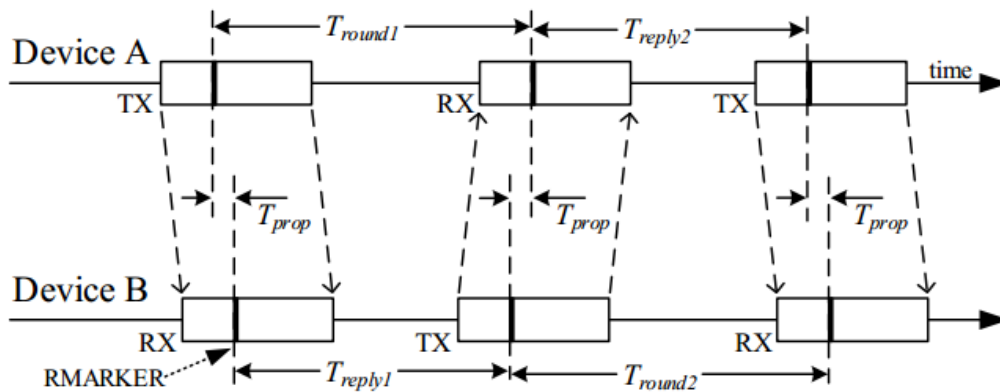 T_round1
T_reply2
Device A
time
TX
RX
TX
T_prop
T_prop
T_prop
Device B
RX
TX
RX
RMARKER
T_reply1
T_round2